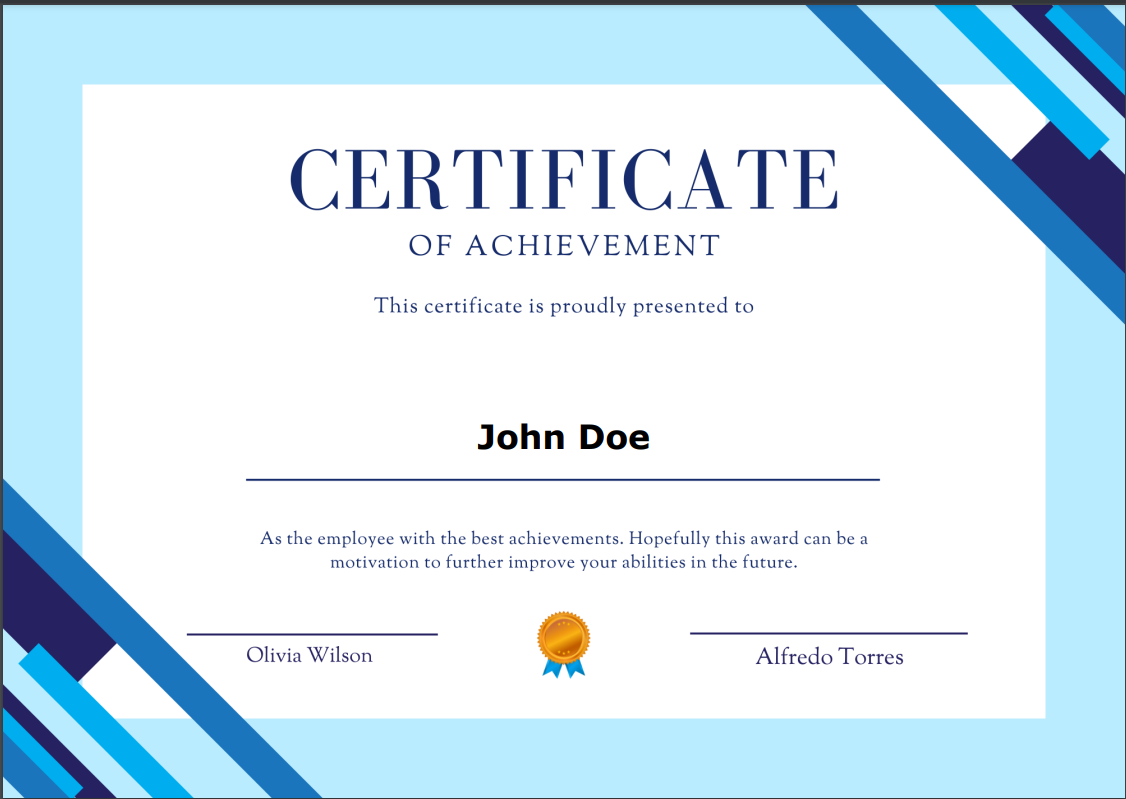 CERTIFICATE
OF ACHIEVEMENT
This certificate is proudly presented to
John Doe
As the employee with the best achievements. Hopefully this award can be a
motivation to further improve your abilities in the future.
Olivia Wilson
Alfredo Torres